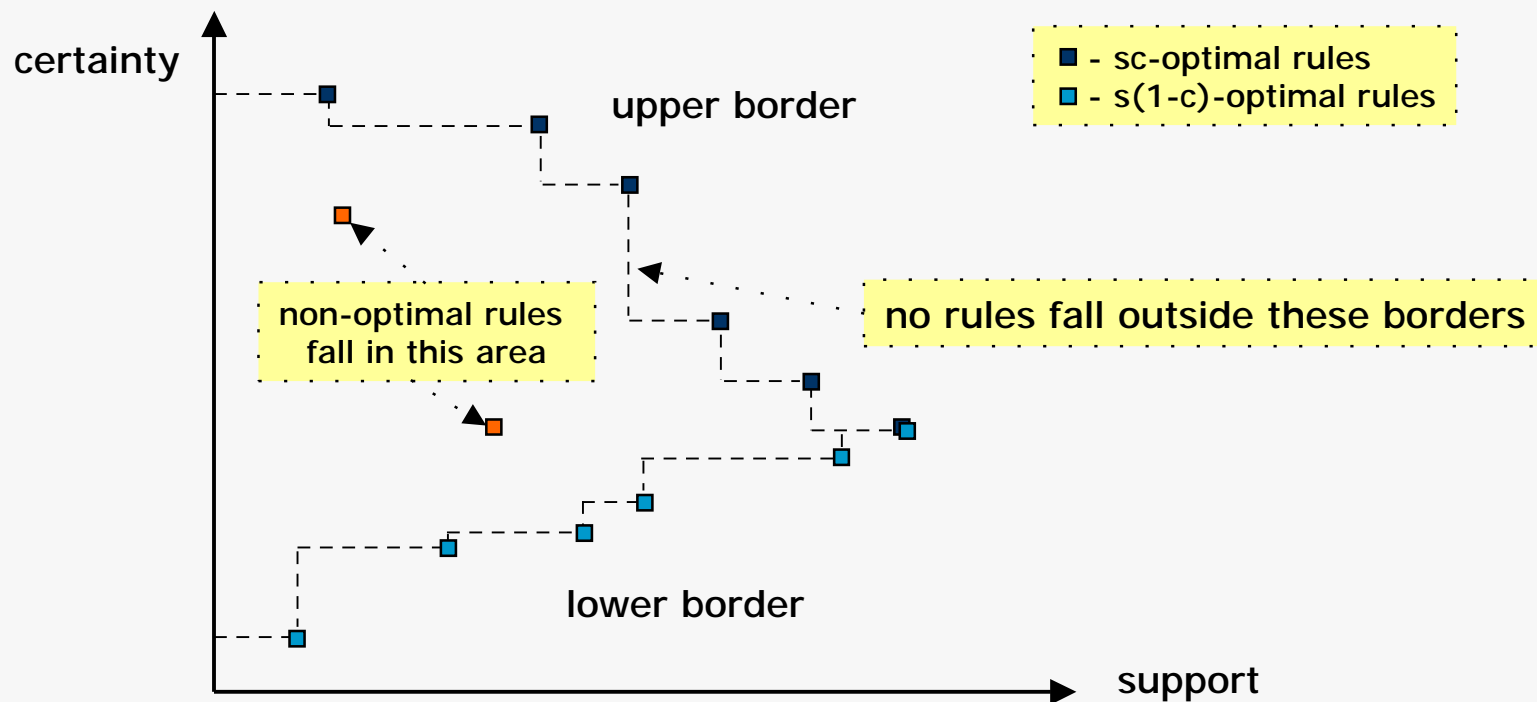 certainty
upper border
- sc-optimal rules
- s(1-c)-optimal rules
non-optimal rules
fall in this area
no rules fall outside these borders
lower border
support